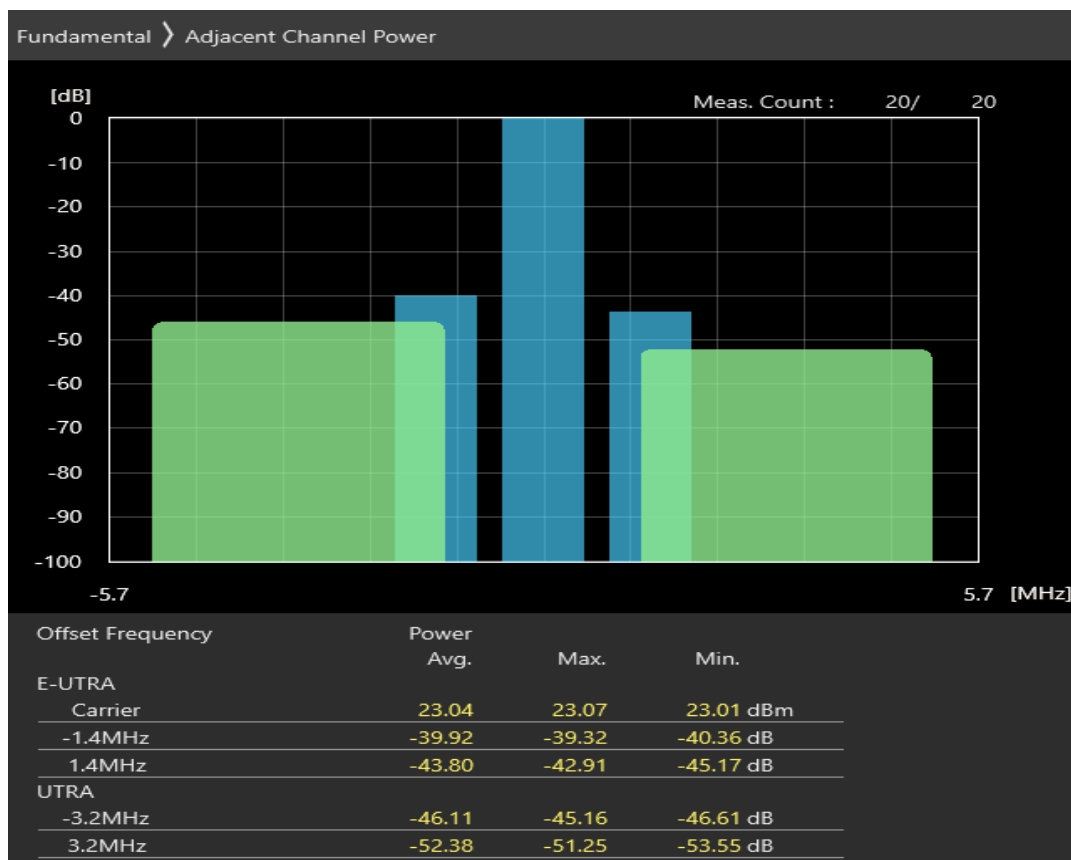 Fundamental ❯ Adjacent Channel Power
[dB]
Meas. Count : 20/ 20
0
-10
-20
-30
-40
-50
-60
-70
-80
-90
-100
-5.7 5.7 [MHz]
Offset Frequency Power
Avg. Max. Min.
E-UTRA
Carrier 23.04 23.07 23.01 dBm
-1.4MHz -39.92 -39.32 -40.36 dB
1.4MHz -43.80 -42.91 -45.17 dB
UTRA
-3.2MHz -46.11 -45.16 -46.61 dB
3.2MHz -52.38 -51.25 -53.55 dB